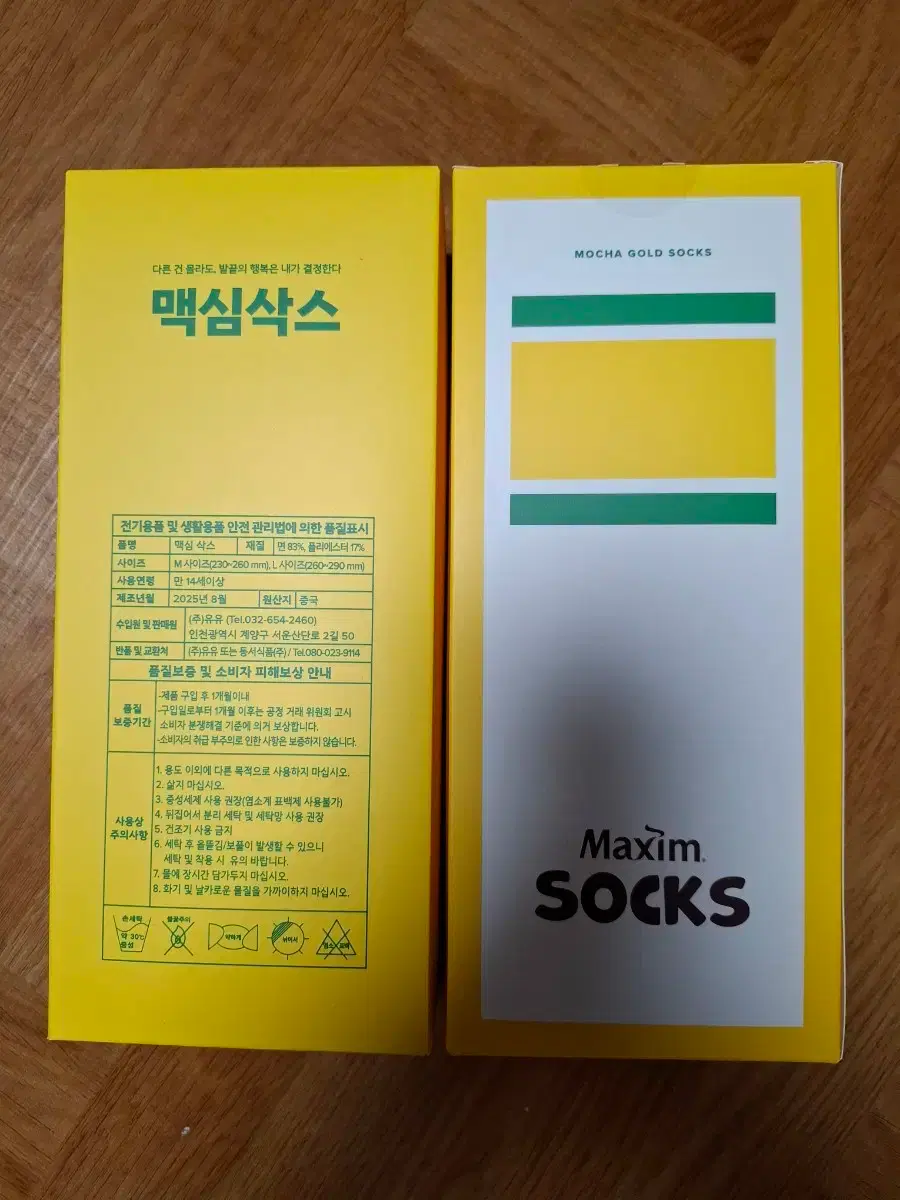 다른 건 몰라도, 발끝의 행복은 내가 결정한다
맥심삭스
전기용품 및 생활용품 안전 관리법에 의한 품질표시
품명 맥심 삭스 재질 면 83%, 폴리에스터 17%
사이즈 M 사이즈(230~260 mm), L 사이즈(260~290 mm)
사용연령 만 14세이상
제조년월 2025년 8월 원산지 중국
수입원 및 판매원 (주)유유 (Tel.032-654-2460)
인천광역시 계양구 서운산단로 2길 50
반품 및 교환처 (주)유유 또는 동서식품(주) / Tel.080-023-9114
품질보증 및 소비자 피해보상 안내
품질
보증기간
-제품 구입 후 1개월이내
-구입일로부터 1개월 이후는 공정 거래 위원회 고시
소비자 분쟁해결 기준에 의거 보상합니다.
-소비자의 취급 부주의로 인한 사항은 보증하지 않습니다.
사용상
주의사항
1. 용도 이외에 다른 목적으로 사용하지 마십시오.
2. 삶지 마십시오.
3. 중성세제 사용 권장(염소계 표백제 사용불가)
4. 뒤집어서 분리 세탁 및 세탁망 사용 권장
5. 건조기 사용 금지
6. 세탁 후 올뜯김/보풀이 발생할 수 있으니
세탁 및 착용 시 유의 바랍니다.
7. 물에 장시간 담가두지 마십시오.
8. 화기 및 날카로운 물질을 가까이하지 마십시오.
손세탁
약 30℃
중성
불꽃주의
약하게
뉘어서
염소 표백
MOCHA GOLD SOCKS
Maxim.
SOCKS